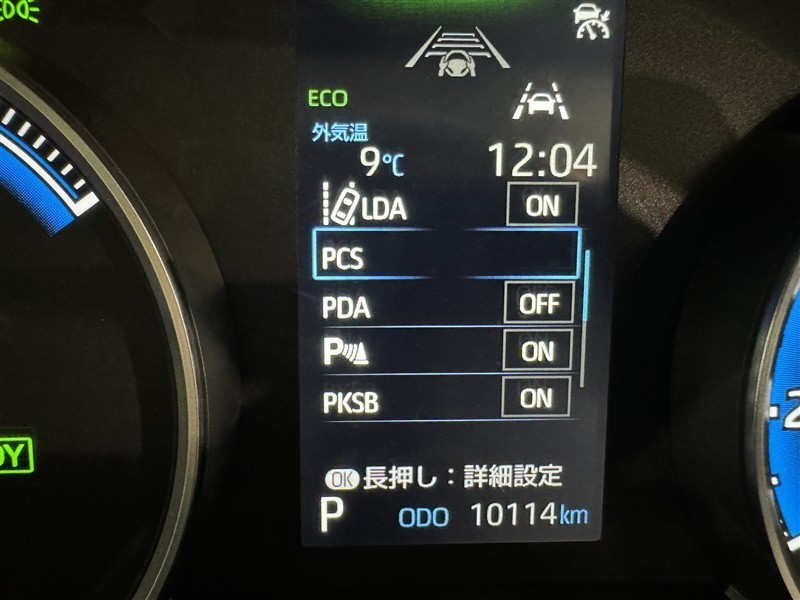 ECO
外気温
9℃ 12:04
LDA ON
PCS
PDA OFF
P ON
PKSB ON
OK 長押し：詳細設定
P ODO 10114km